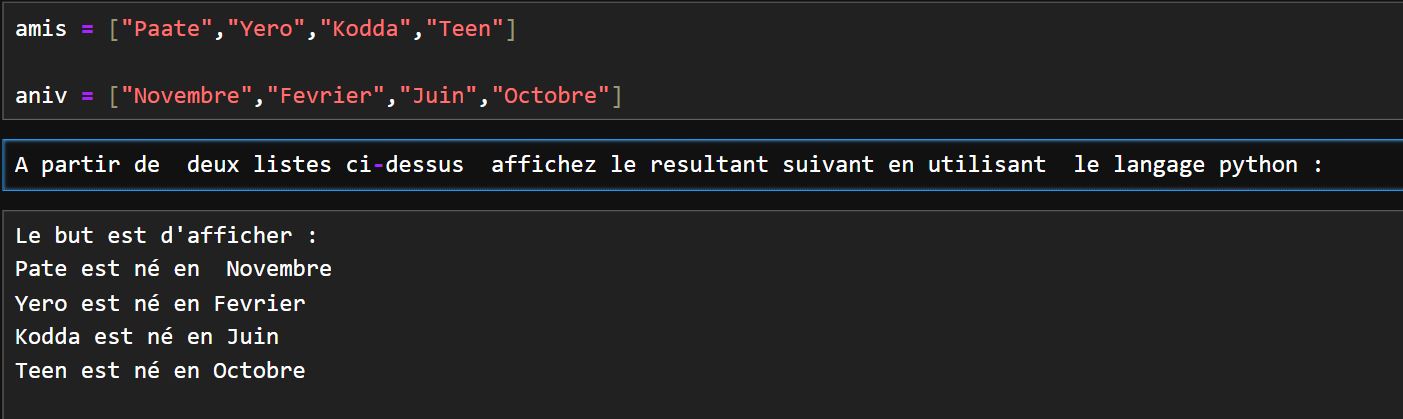 amis = ["Paate","Yero","Kodda","Teen"]
aniv = ["Novembre","Fevrier","Juin","Octobre"]
A partir de  deux listes ci-dessus  affichez le resultant suivant en utilisant  le langage python :
Le but est d'afficher :
Pate est né en  Novembre
Yero est né en Fevrier
Kodda est né en Juin
Teen est né en Octobre